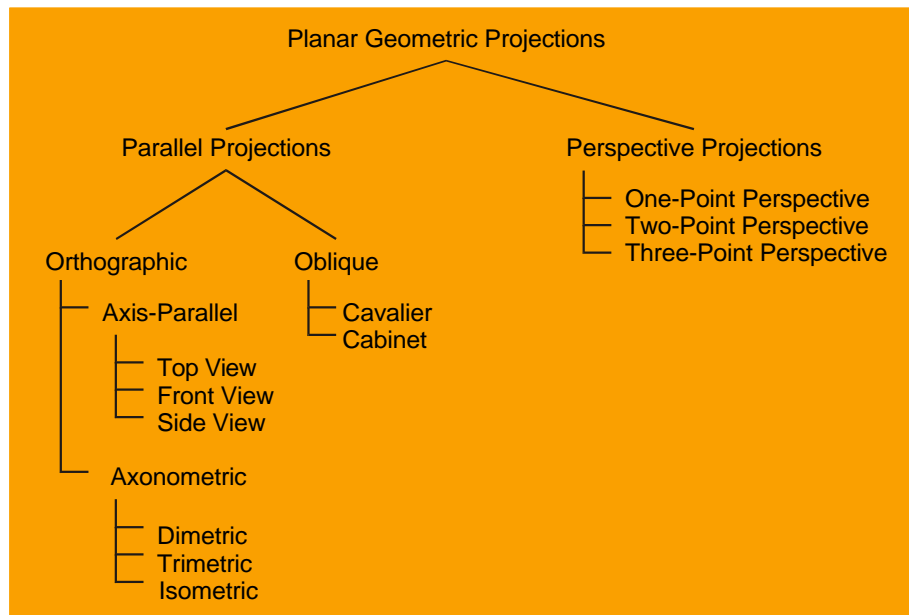 Planar Geometric Projections
Parallel Projections
Perspective Projections
One-Point Perspective
Two-Point Perspective
Three-Point Perspective
Orthographic
Oblique
Axis-Parallel
Cavalier
Cabinet
Top View
Front View
Side View
Axonometric
Dimetric
Trimetric
Isometric